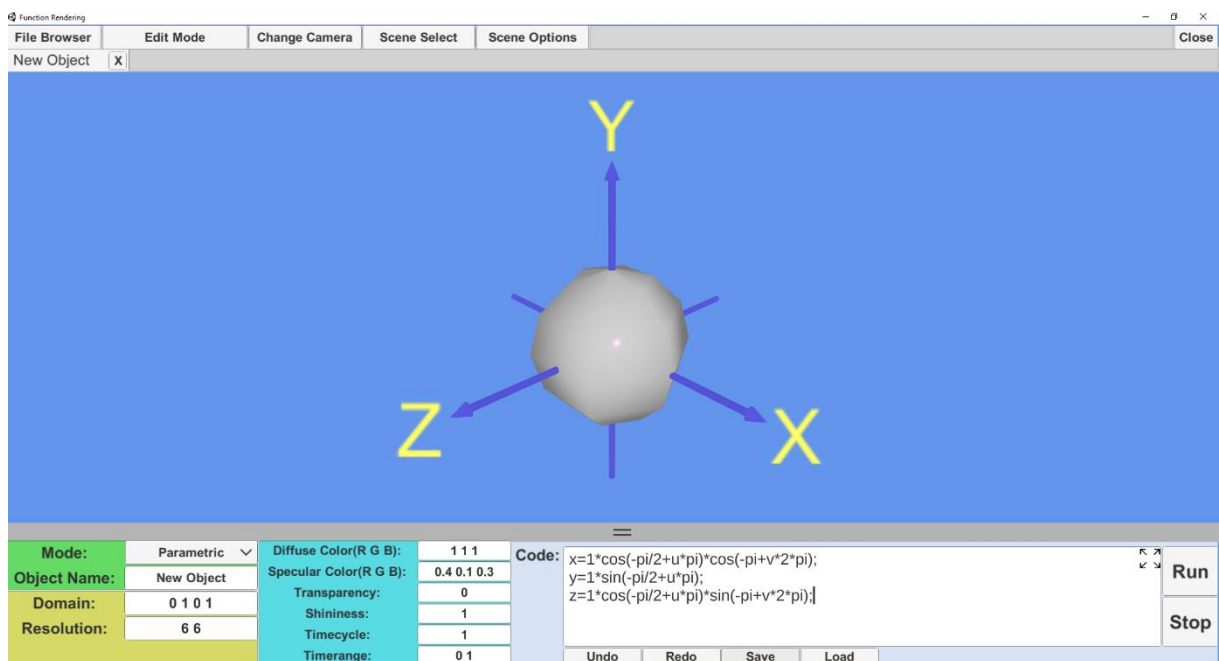 Function Rendering
File Browser Edit Mode Change Camera Scene Select Scene Options Close
New Object X
Y
Z
X
Mode: Parametric
Object Name: New Object
Domain: 0 1 0 1
Resolution: 6 6
Diffuse Color(R G B): 1 1 1
Specular Color(R G B): 0.4 0.1 0.3
Transparency: 0
Shininess: 1
Timecycle: 1
Timerange: 0 1
Code:
x=1*cos(-pi/2+u*pi)*cos(-pi+v*2*pi);
y=1*sin(-pi/2+u*pi);
z=1*cos(-pi/2+u*pi)*sin(-pi+v*2*pi);
Run
Stop
Undo Redo Save Load